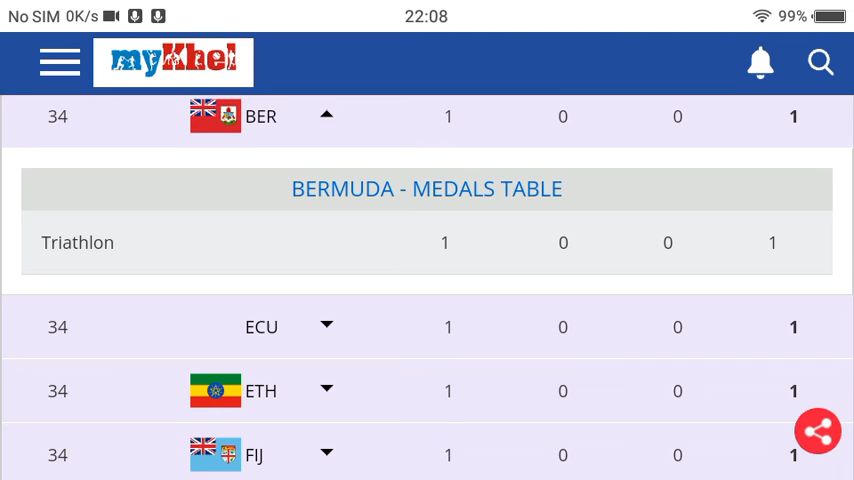 No SIM 0K/s 22:08 99%
myKhel
34 BER 1 0 0 1
BERMUDA - MEDALS TABLE
Triathlon 1 0 0 1
34 ECU 1 0 0 1
34 ETH 1 0 0 1
34 FIJ 1 0 0 1